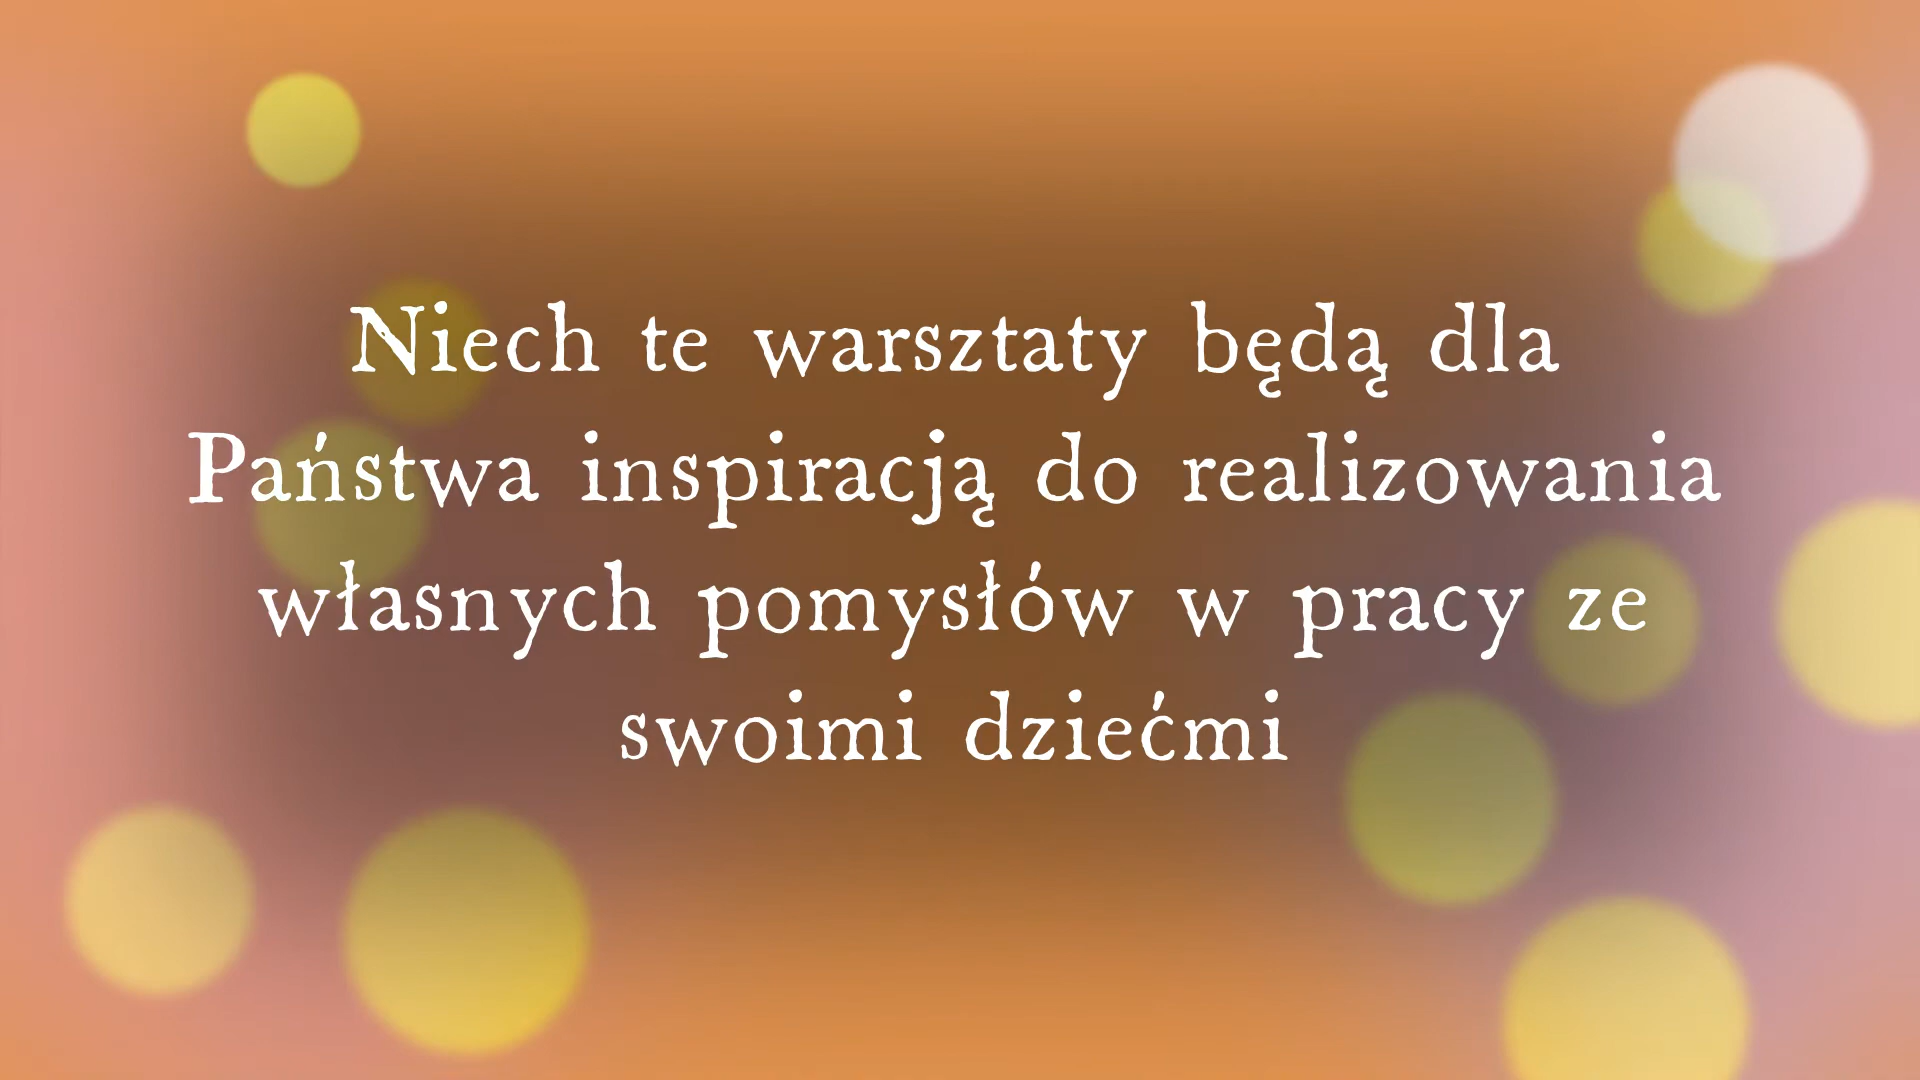 Niech te warsztaty będą dla
Państwa inspiracją do realizowania
własnych pomysłów w pracy ze
swoimi dziećmi